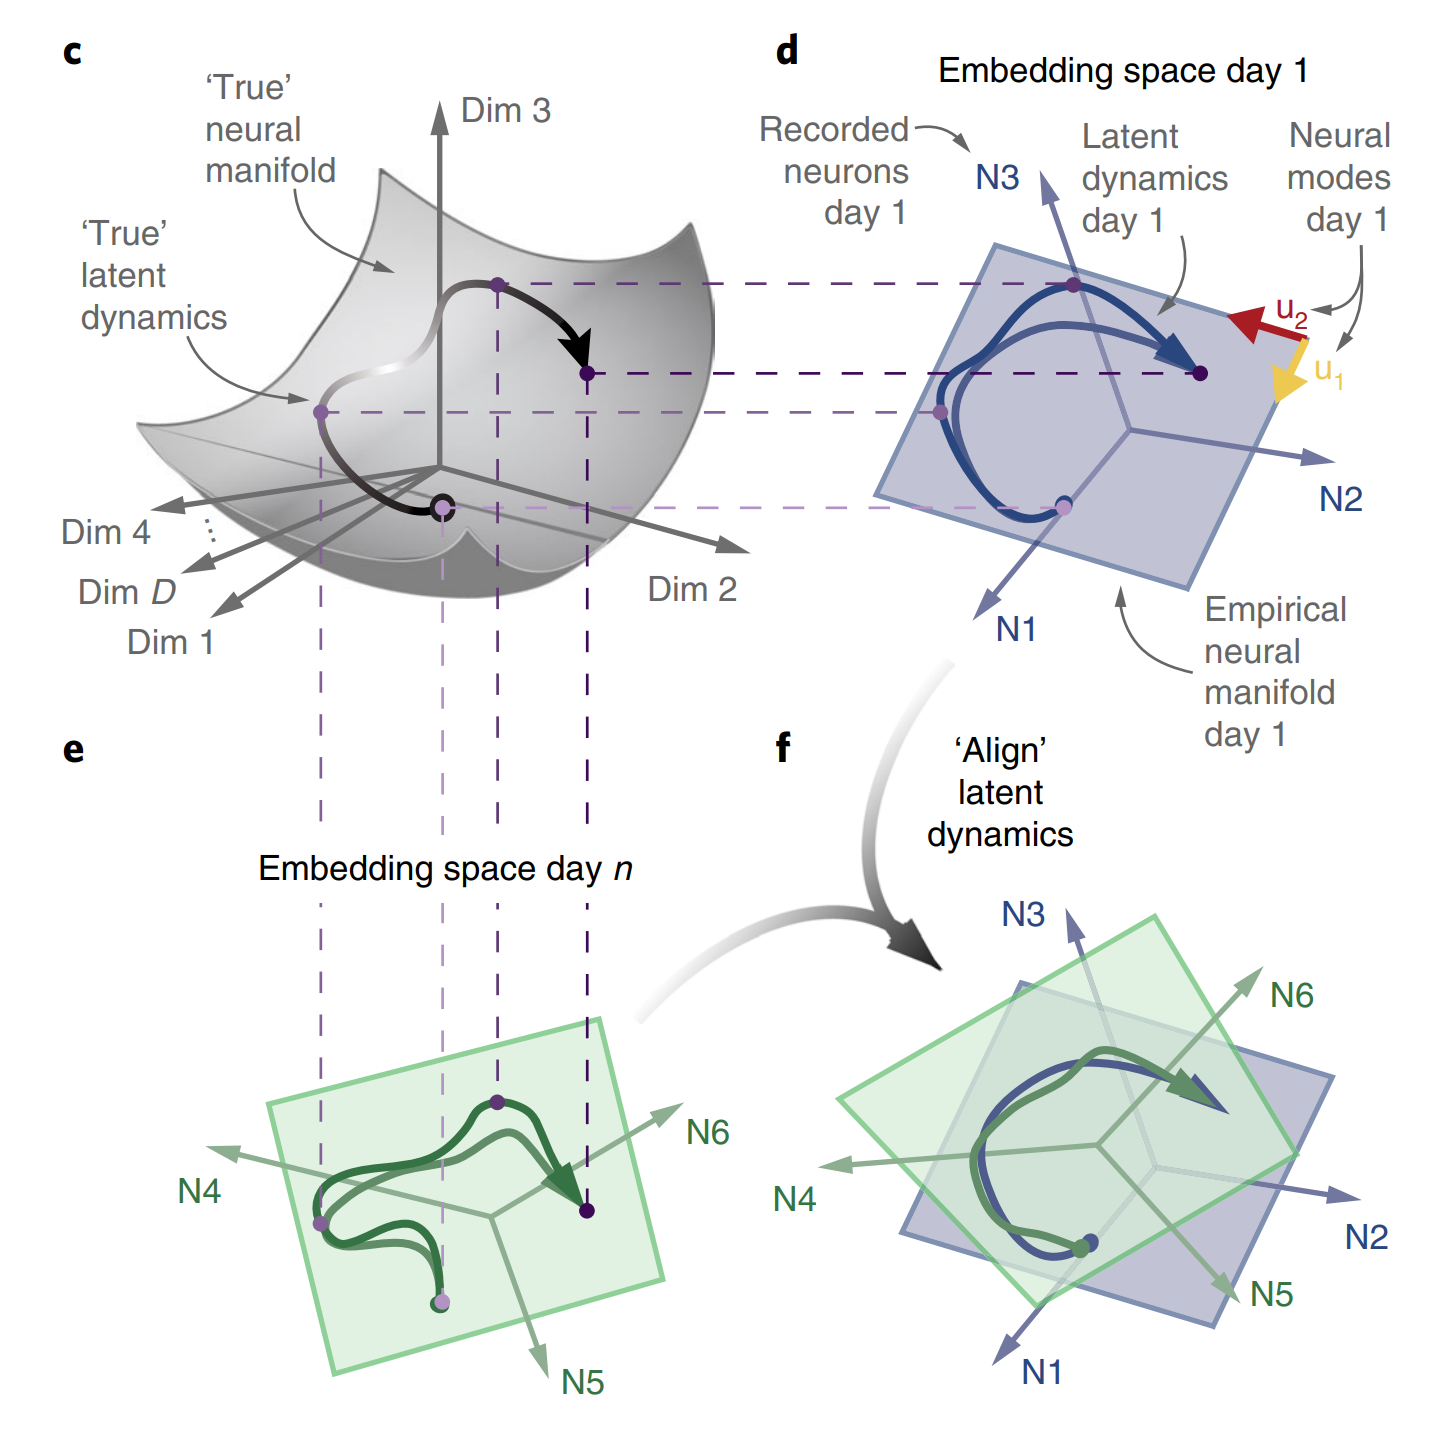 c
‘True’
neural
manifold
Dim 3
‘True’
latent
dynamics
Dim 4
⋮
Dim D
Dim 1
Dim 2
d
Embedding space day 1
Recorded
neurons
day 1
N3
Latent
dynamics
day 1
Neural
modes
day 1
u2
u1
N2
N1
Empirical
neural
manifold
day 1
e
Embedding space day n
N4
N6
N5
f
‘Align’
latent
dynamics
N3
N6
N4
N2
N5
N1